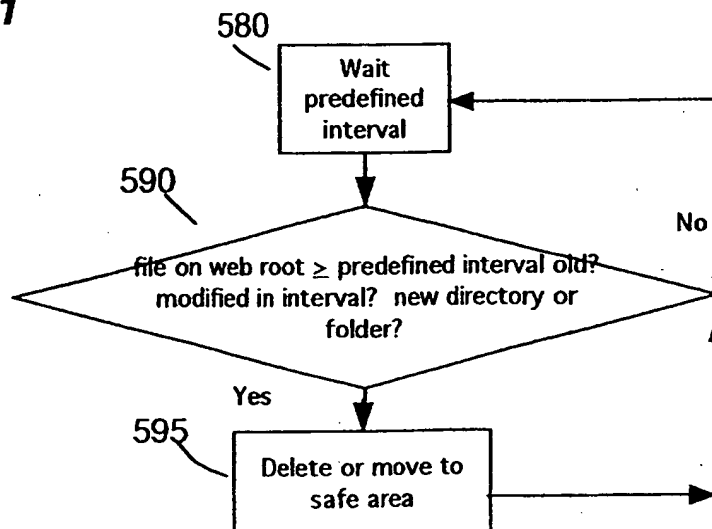 580
Wait
predefined
interval
590
No
file on web root ≥ predefined interval old?
modified in interval? new directory or
folder?
Yes
595
Delete or move to
safe area